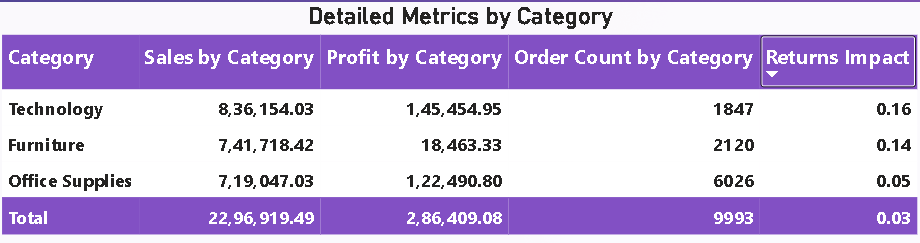 Detailed Metrics by Category
Category Sales by Category Profit by Category Order Count by Category Returns Impact
Technology 8,36,154.03 1,45,454.95 1847 0.16
Furniture 7,41,718.42 18,463.33 2120 0.14
Office Supplies 7,19,047.03 1,22,490.80 6026 0.05
Total 22,96,919.49 2,86,409.08 9993 0.03